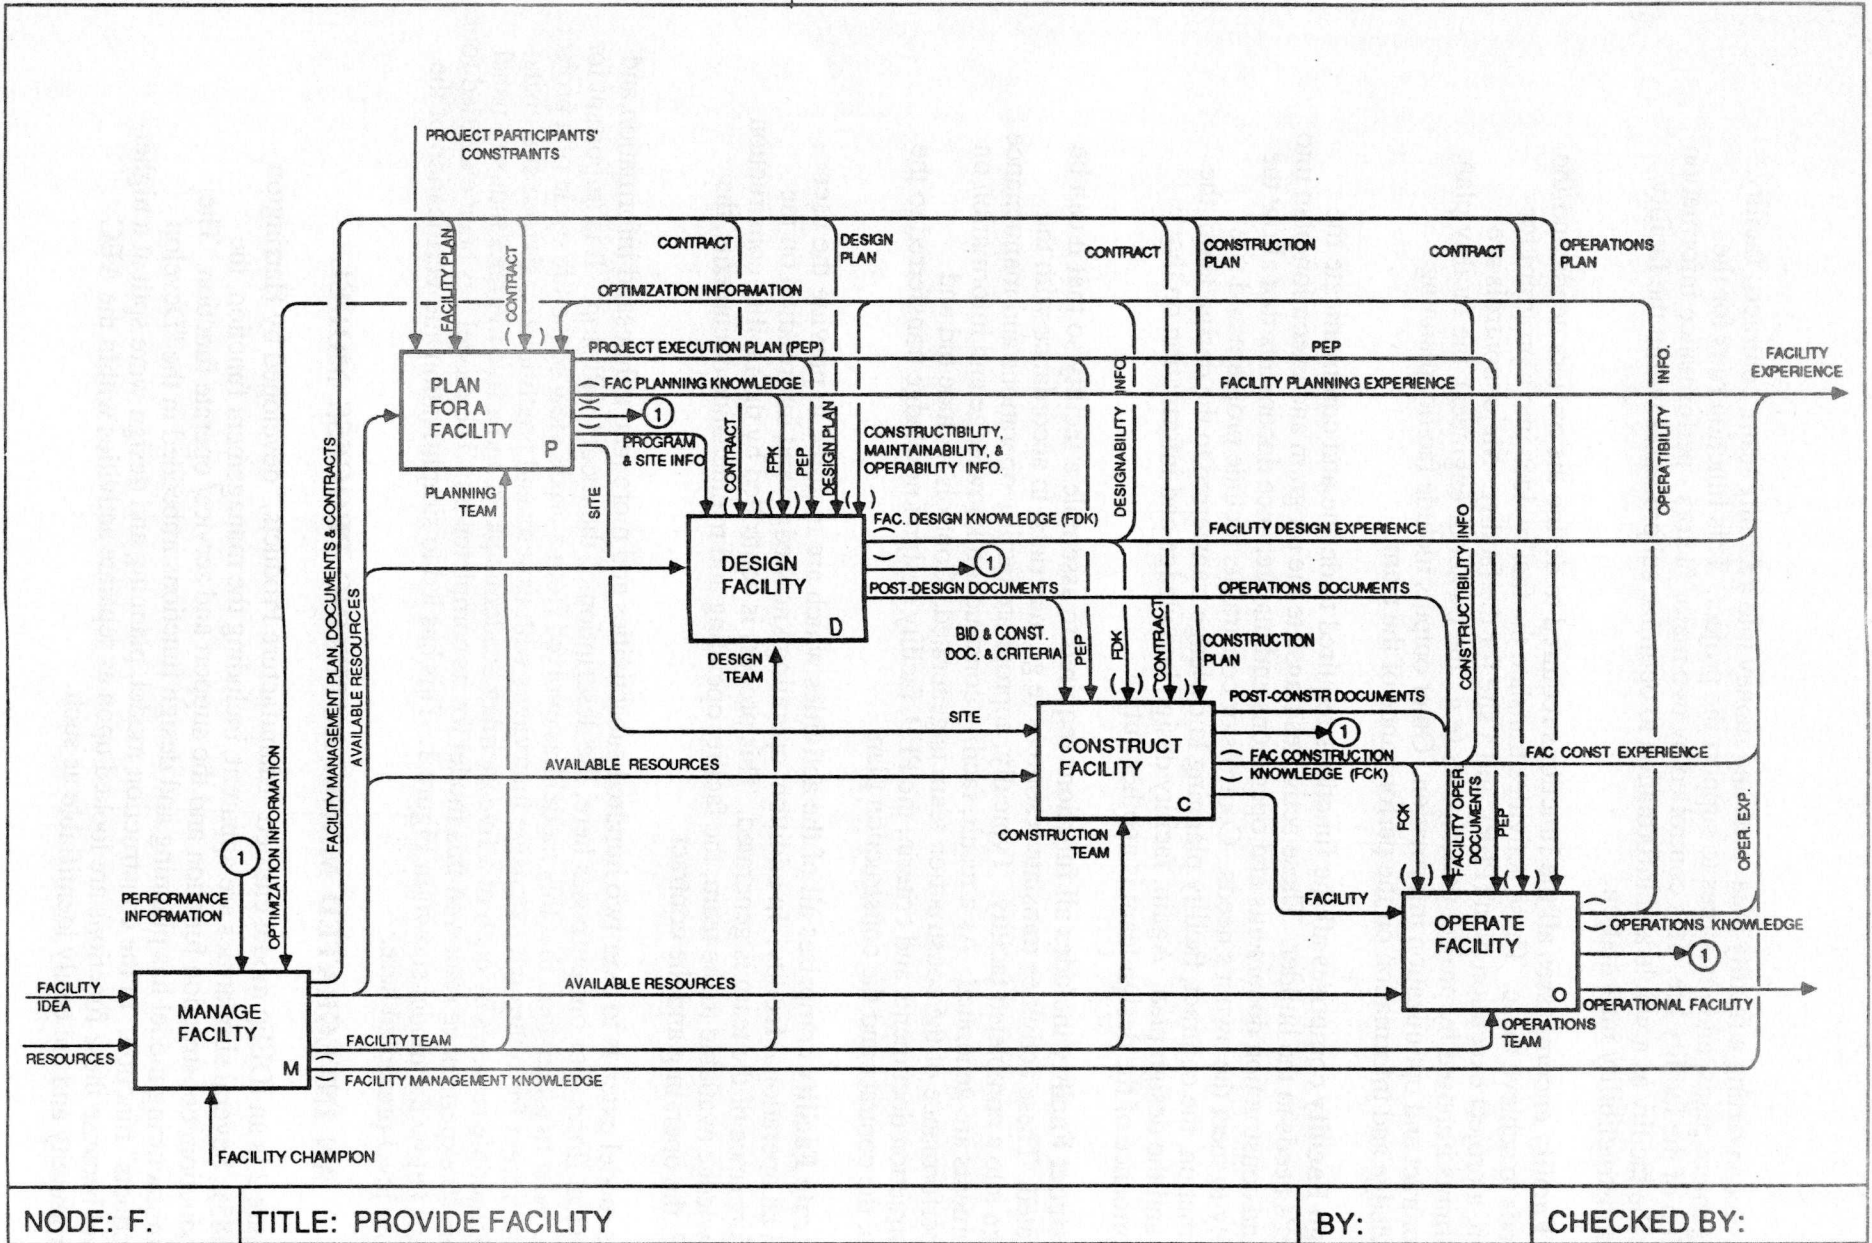 PROJECT PARTICIPANTS'
CONSTRAINTS
FACILITY PLAN
CONTRACT
CONTRACT
DESIGN
PLAN
CONTRACT
CONSTRUCTION
PLAN
CONTRACT
OPERATIONS
PLAN
OPTIMIZATION INFORMATION
PROJECT EXECUTION PLAN (PEP)
PEP
FAC PLANNING KNOWLEDGE
FACILITY PLANNING EXPERIENCE
FACILITY
EXPERIENCE
PLAN
FOR A
FACILITY
P
1
PROGRAM
& SITE INFO
CONTRACT
FPK
PEP
DESIGN PLAN
CONSTRUCTIBILITY,
MAINTAINABILITY, &
OPERABILITY INFO.
DESIGNABILITY INFO.
CONSTRUCTIBILITY INFO
OPERATIBILITY INFO.
PLANNING
TEAM
SITE
FACILITY MANAGEMENT PLAN, DOCUMENTS & CONTRACTS
AVAILABLE RESOURCES
FAC. DESIGN KNOWLEDGE (FDK)
FACILITY DESIGN EXPERIENCE
DESIGN
FACILITY
D
1
POST-DESIGN DOCUMENTS
OPERATIONS DOCUMENTS
DESIGN
TEAM
BID & CONST.
DOC. & CRITERIA
PEP
FDK
CONTRACT
CONSTRUCTION
PLAN
SITE
POST-CONSTR DOCUMENTS
CONSTRUCT
FACILITY
C
1
FAC CONSTRUCTION
KNOWLEDGE (FCK)
FAC CONST EXPERIENCE
AVAILABLE RESOURCES
CONSTRUCTION
TEAM
FCK
FACILITY OPER.
DOCUMENTS
PEP
OPER. EXP.
OPTIMIZATION INFORMATION
1
PERFORMANCE
INFORMATION
FACILITY
OPERATE
FACILITY
O
OPERATIONS KNOWLEDGE
1
OPERATIONAL FACILITY
OPERATIONS
TEAM
FACILITY
IDEA
RESOURCES
MANAGE
FACILTY
M
AVAILABLE RESOURCES
FACILITY TEAM
FACILITY MANAGEMENT KNOWLEDGE
FACILITY CHAMPION
NODE: F.
TITLE: PROVIDE FACILITY
BY:
CHECKED BY: